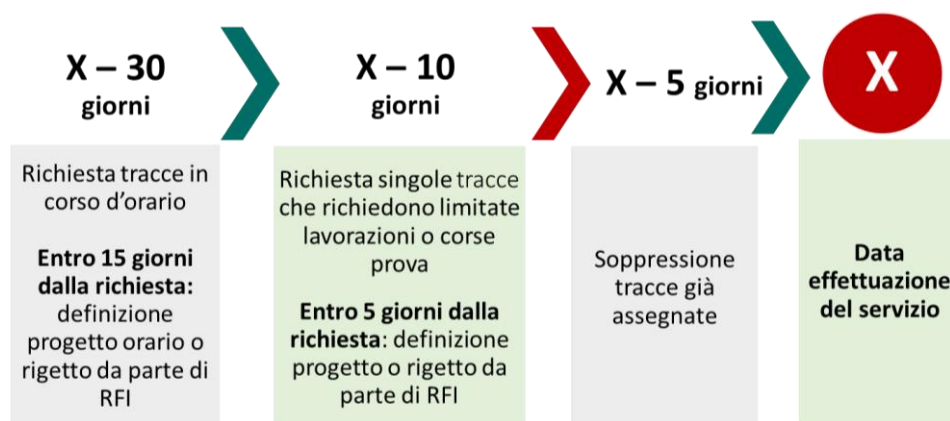 X – 30
giorni
Richiesta tracce in
corso d'orario
Entro 15 giorni
dalla richiesta:
definizione
progetto orario o
rigetto da parte di
RFI
X – 10
giorni
Richiesta singole tracce
che richiedono limitate
lavorazioni o corse
prova
Entro 5 giorni dalla
richiesta: definizione
progetto o rigetto da
parte di RFI
X – 5 giorni
Soppressione
tracce già
assegnate
X
Data
effettuazione
del servizio